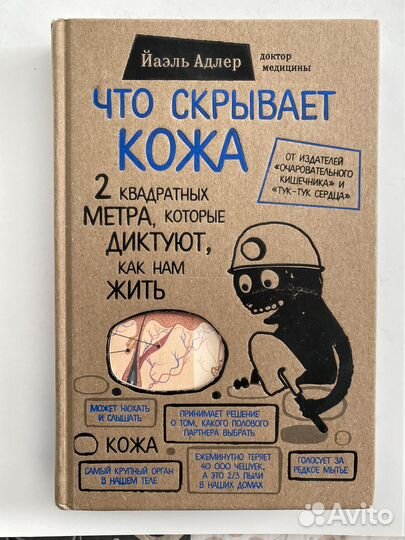 Йаэль Адлер
доктор
медицины
ЧТО СКРЫВАЕТ
КОЖА
ОТ ИЗДАТЕЛЕЙ
«ОЧАРОВАТЕЛЬНОГО
КИШЕЧНИКА» И
«ТУК-ТУК СЕРДЦА»
2 КВАДРАТНЫХ
МЕТРА, КОТОРЫЕ
ДИКТУЮТ,
КАК НАМ
ЖИТЬ
МОЖЕТ НЮХАТЬ
И СЛЫШАТЬ
ПРИНИМАЕТ РЕШЕНИЕ
О ТОМ, КАКОГО ПОЛОВОГО
ПАРТНЕРА ВЫБРАТЬ
КОЖА
САМЫЙ КРУПНЫЙ ОРГАН
В НАШЕМ ТЕЛЕ
ЕЖЕМИНУТНО ТЕРЯЕТ
40 000 ЧЕШУЕК,
А ЭТО 2/3 ПЫЛИ
В НАШИХ ДОМАХ
ГОЛОСУЕТ ЗА
РЕДКОЕ МЫТЬЕ
Avito